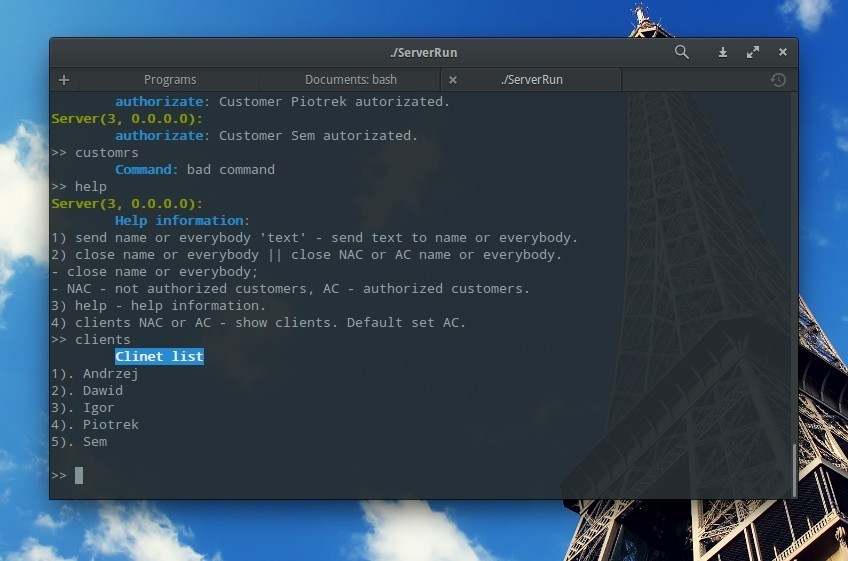 ./ServerRun
Programs
Documents: bash
./ServerRun
authorizate: Customer Piotrek autorizated.
Server(3, 0.0.0.0):
authorizate: Customer Sem autorizated.
>> customrs
Command: bad command
>> help
Server(3, 0.0.0.0):
Help information:
1) send name or everybody 'text' - send text to name or everybody.
2) close name or everybody || close NAC or AC name or everybody.
- close name or everybody;
- NAC - not authorized customers, AC - authorized customers.
3) help - help information.
4) clients NAC or AC - show clients. Default set AC.
>> clients
Clinet list
1). Andrzej
2). Dawid
3). Igor
4). Piotrek
5). Sem
>>